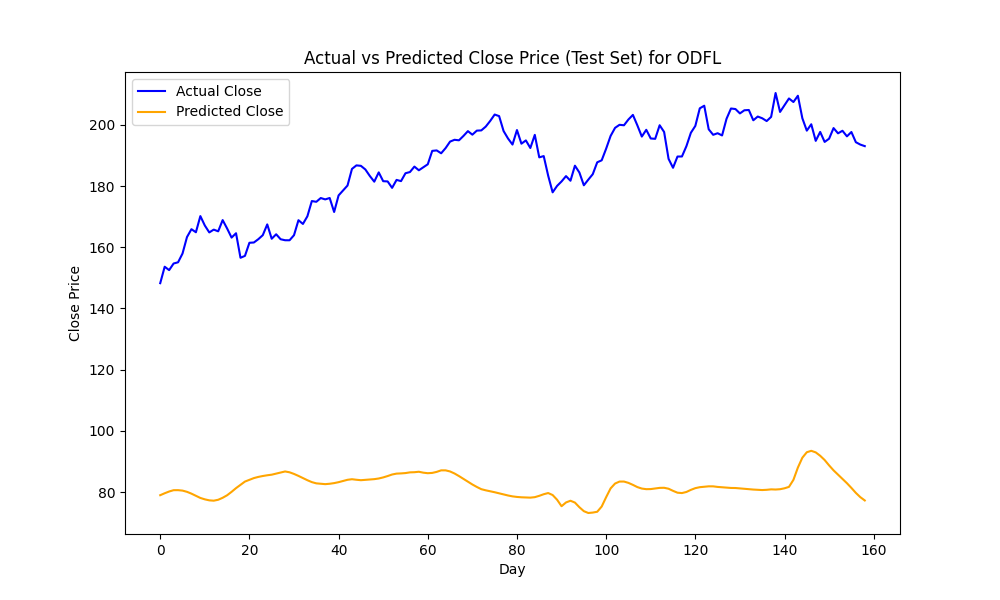 Actual vs Predicted Close Price (Test Set) for ODFL
Actual Close
Predicted Close
Close Price
200
180
160
140
120
100
80
0 20 40 60 80 100 120 140 160
Day